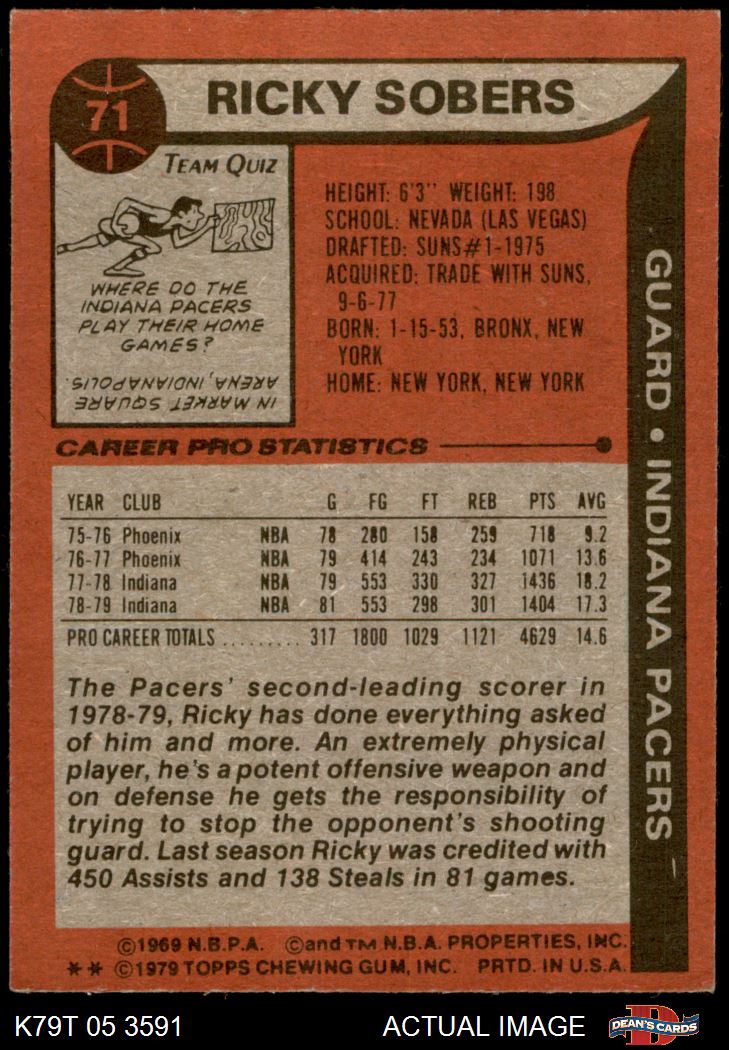 71
RICKY SOBERS
TEAM QUIZ
WHERE DO THE
INDIANA PACERS
PLAY THEIR HOME
GAMES?
IN MARKET SQUARE
ARENA, INDIANAPOLIS.
HEIGHT: 6'3" WEIGHT: 198
SCHOOL: NEVADA (LAS VEGAS)
DRAFTED: SUNS#1-1975
ACQUIRED: TRADE WITH SUNS,
9-6-77
BORN: 1-15-53, BRONX, NEW
YORK
HOME: NEW YORK, NEW YORK
GUARD • INDIANA PACERS
CAREER PRO STATISTICS
YEAR CLUB G FG FT REB PTS AVG
75-76 Phoenix NBA 78 280 158 259 718 9.2
76-77 Phoenix NBA 79 414 243 234 1071 13.6
77-78 Indiana NBA 79 553 330 327 1436 18.2
78-79 Indiana NBA 81 553 298 301 1404 17.3
PRO CAREER TOTALS ......... 317 1800 1029 1121 4629 14.6
The Pacers' second-leading scorer in
1978-79, Ricky has done everything asked
of him and more. An extremely physical
player, he's a potent offensive weapon and
on defense he gets the responsibility of
trying to stop the opponent's shooting
guard. Last season Ricky was credited with
450 Assists and 138 Steals in 81 games.
©1969 N.B.P.A. ©and TM N.B.A. PROPERTIES, INC.
** ©1979 TOPPS CHEWING GUM, INC. PRTD. IN U.S.A.
K79T 05 3591
ACTUAL IMAGE
D
DEAN'S CARDS